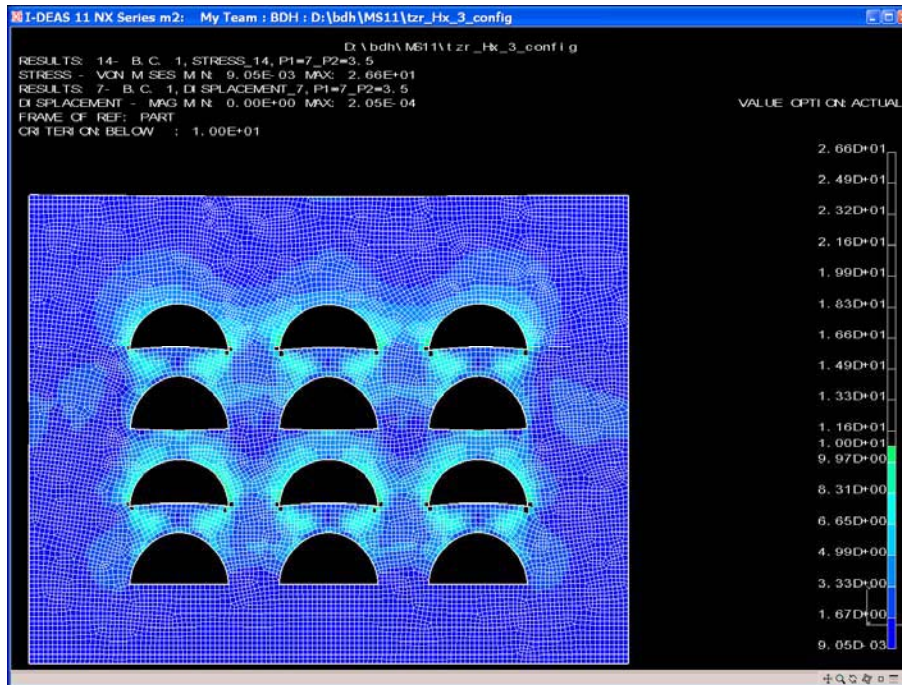 I-DEAS 11 NX Series m2: My Team : BDH : D:\bdh\MS11\tzr_Hx_3_config
D:\bdh\MS11\tzr_Hx_3_config
RESULTS: 14- B.C. 1, STRESS_14, P1=7_P2=3.5
STRESS - VON MISES MIN: 9.05E-03 MAX: 2.66E+01
RESULTS: 7- B.C. 1, DISPLACEMENT_7, P1=7_P2=3.5
DISPLACEMENT - MAG MIN: 0.00E+00 MAX: 2.05E-04
FRAME OF REF: PART
CRITERION: BELOW : 1.00E+01
VALUE OPTION: ACTUAL
2.66D+01
2.49D+01
2.32D+01
2.16D+01
1.99D+01
1.83D+01
1.66D+01
1.49D+01
1.33D+01
1.16D+01
1.00D+01
9.97D+00
8.31D+00
6.65D+00
4.99D+00
3.33D+00
1.67D+00
9.05D-03